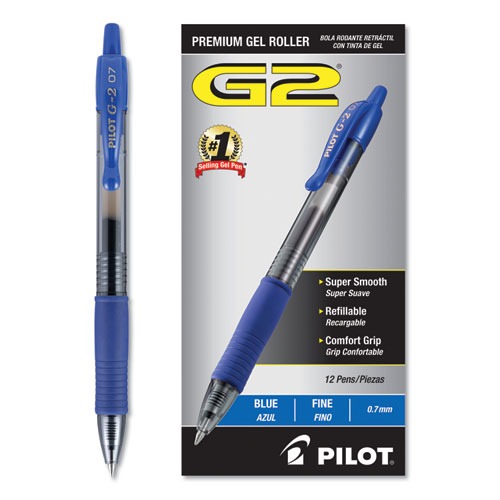 PILOT G-2 07
PREMIUM GEL ROLLER
BOLA RODANTE RETRÁCTIL
CON TINTA DE GEL
G2®
#1
Selling Gel Pen*
PILOT G-2 07
Super Smooth
Super Suave
Refillable
Recargable
Comfort Grip
Grip Confortable
12 Pens/Piezas
BLUE FINE 0.7mm
AZUL FINO
PILOT®